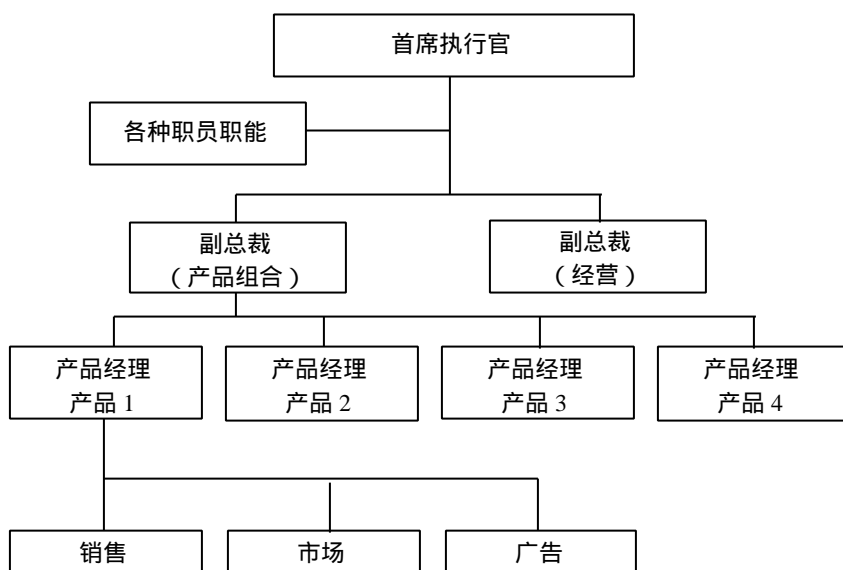 首席执行官
各种职员职能
副总裁
（产品组合）
副总裁
（经营）
产品经理
产品 1
产品经理
产品 2
产品经理
产品 3
产品经理
产品 4
销售
市场
广告